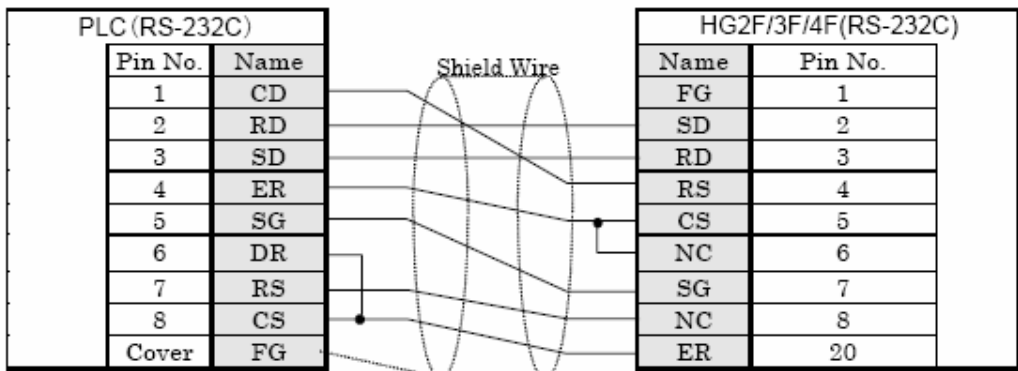 PLC(RS-232C) HG2F/3F/4F(RS-232C)
Pin No. Name Shield Wire Name Pin No.
1 CD FG 1
2 RD SD 2
3 SD RD 3
4 ER RS 4
5 SG CS 5
6 DR NC 6
7 RS SG 7
8 CS NC 8
Cover FG ER 20